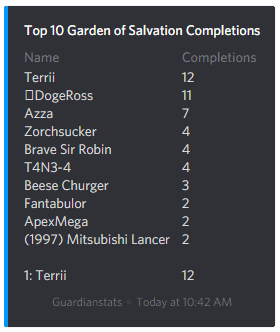 Top 10 Garden of Salvation Completions
Name Completions
Terrii 12
DogeRoss 11
Azza 7
Zorchsucker 4
Brave Sir Robin 4
T4N3-4 4
Beese Churger 3
Fantabulor 2
ApexMega 2
(1997) Mitsubishi Lancer 2
1: Terrii 12
Guardianstats • Today at 10:42 AM